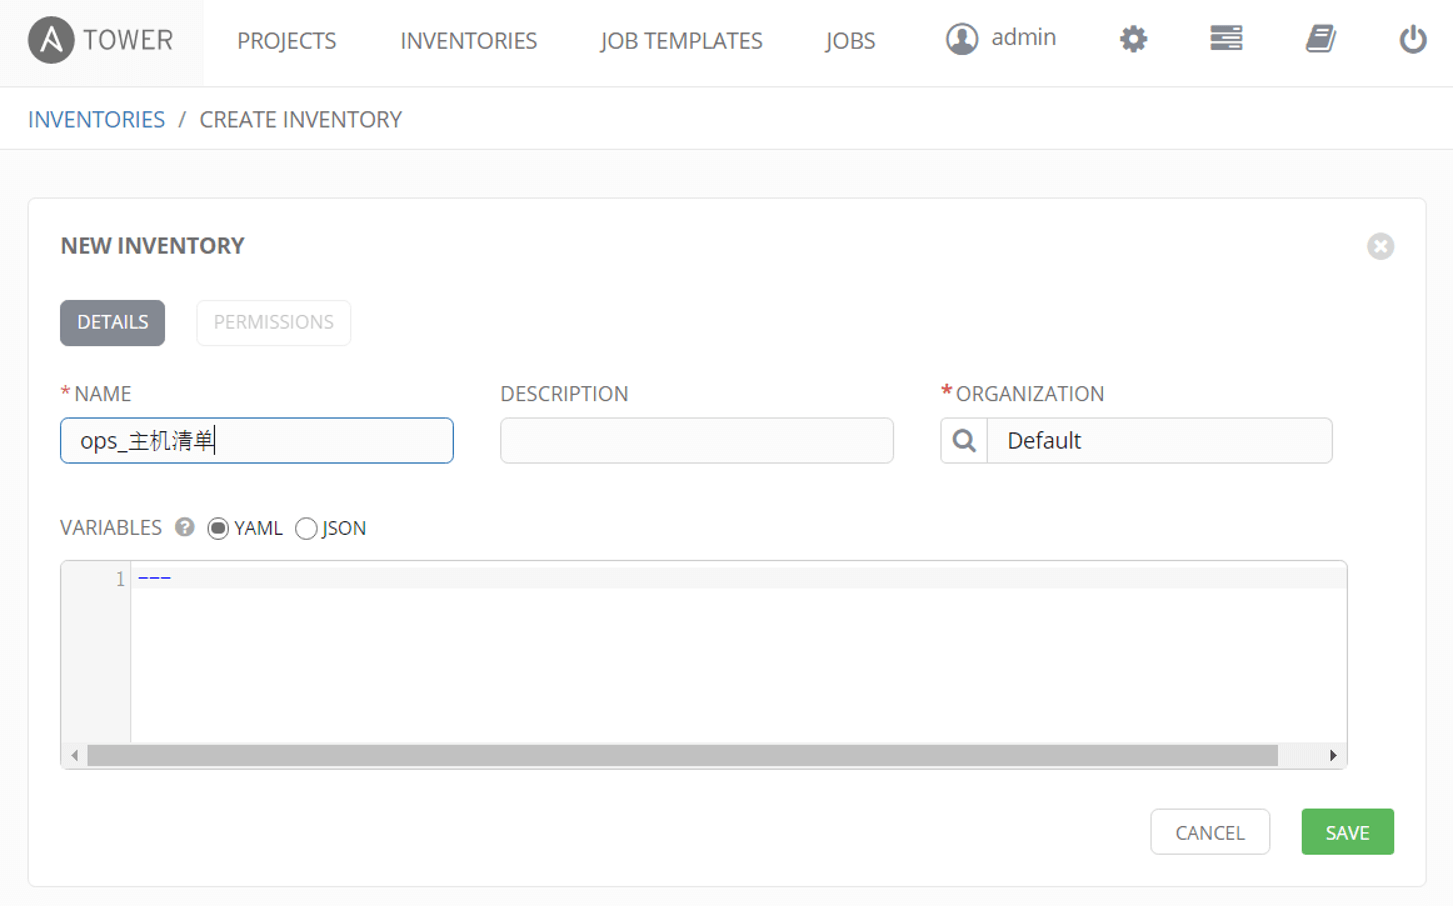 TOWER PROJECTS INVENTORIES JOB TEMPLATES JOBS admin
INVENTORIES / CREATE INVENTORY
NEW INVENTORY
DETAILS PERMISSIONS
* NAME DESCRIPTION * ORGANIZATION
ops_主机清单 Default
VARIABLES ? YAML JSON
1 ---
CANCEL SAVE